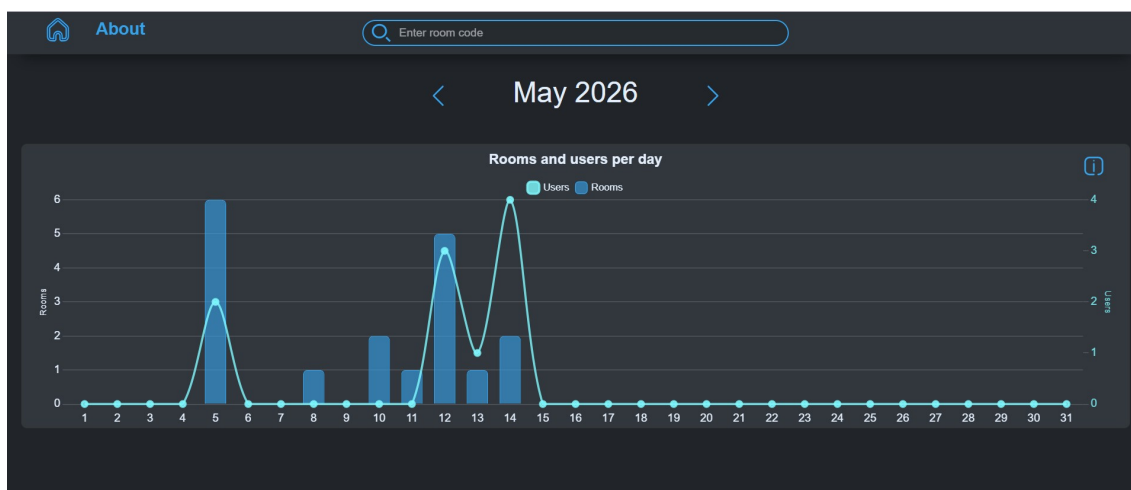 About
Enter room code
May 2026
Rooms and users per day
Users Rooms
6
5
4
3
2
1
0
Rooms
4
3
2
1
0
Users
1 2 3 4 5 6 7 8 9 10 11 12 13 14 15 16 17 18 19 20 21 22 23 24 25 26 27 28 29 30 31